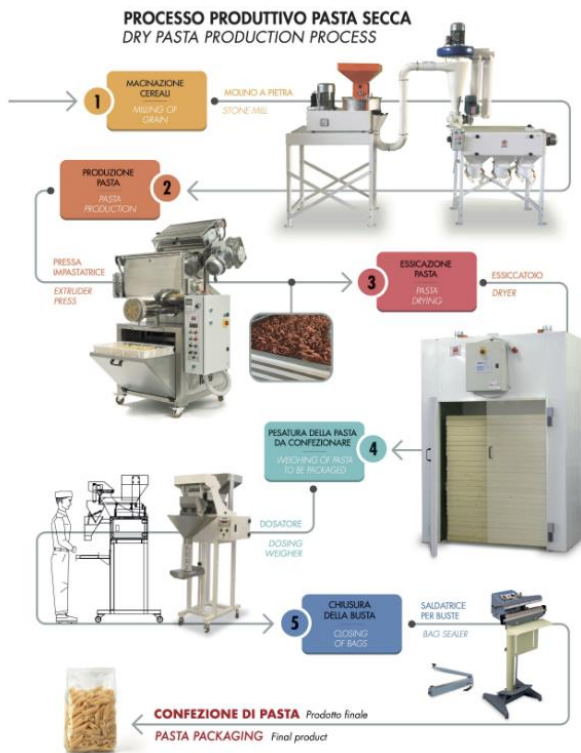 PROCESSO PRODUTTIVO PASTA SECCA
DRY PASTA PRODUCTION PROCESS
1
MACINAZIONE
CEREALI
MILLING OF
GRAIN
MOLINO A PIETRA
STONE MILL
PRODUZIONE
PASTA
PASTA
PRODUCTION
2
PRESSA
IMPASTATRICE
EXTRUDER
PRESS
3
ESSICAZIONE
PASTA
PASTA
DRYING
ESSICCATOIO
DRYER
PESATURA DELLA PASTA
DA CONFEZIONARE
WEIGHING OF PASTA
TO BE PACKAGED
4
DOSATORE
DOSING
WEIGHER
5
CHIUSURA
DELLA BUSTA
CLOSING
OF BAGS
SALDATRICE
PER BUSTE
BAG SEALER
CONFEZIONE DI PASTA Prodotto finale
PASTA PACKAGING Final product